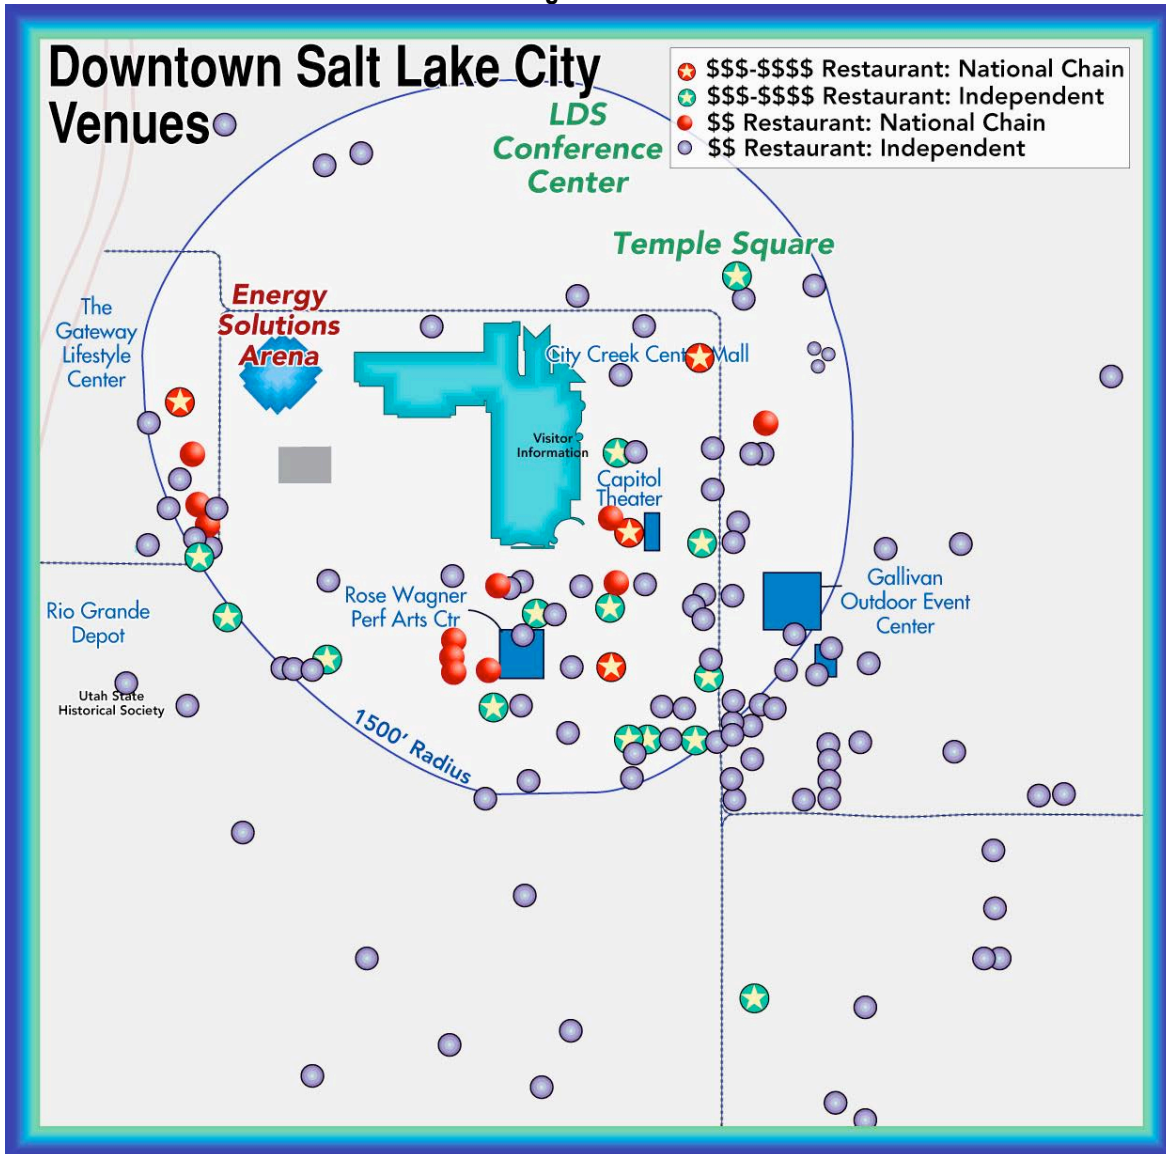 Downtown Salt Lake City
Venues
$$$-$$$$ Restaurant: National Chain
$$$-$$$$ Restaurant: Independent
$$ Restaurant: National Chain
$$ Restaurant: Independent
LDS
Conference
Center
Temple Square
The
Gateway
Lifestyle
Center
Energy
Solutions
Arena
City Creek Cent Mall
Visitor
Information
Capitol
Theater
Rose Wagner
Perf Arts Ctr
Gallivan
Outdoor Event
Center
Rio Grande
Depot
Utah State
Historical Society
1500' Radius